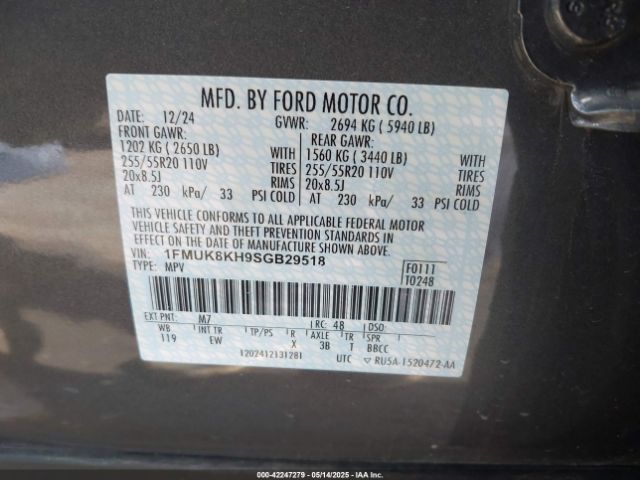 MFD. BY FORD MOTOR CO.
DATE: 12/24 GVWR: 2694 KG ( 5940 LB)
FRONT GAWR: REAR GAWR:
1202 KG ( 2650 LB) WITH 1560 KG ( 3440 LB) WITH
255/55R20 110V TIRES 255/55R20 110V TIRES
20x8.5J RIMS 20x8.5J RIMS
AT 230 kPa/ 33 PSI COLD AT 230 kPa/ 33 PSI COLD
THIS VEHICLE CONFORMS TO ALL APPLICABLE FEDERAL MOTOR
VEHICLE SAFETY AND THEFT PREVENTION STANDARDS IN
EFFECT ON THE DATE OF MANUFACTURE SHOWN ABOVE.
VIN: 1FMUK8KH9SGB29518
TYPE: MPV F0111
T0248
EXT PNT: M7 RC: 48 DSO:
WB INT TR TP/PS R AXLE TR SPR
119 EW X 3B T BBCC
1202412131281 UTC ▽ RU5A-1520472-AA
© COPART 42247279 - 05/14/2025 - IAA Inc.